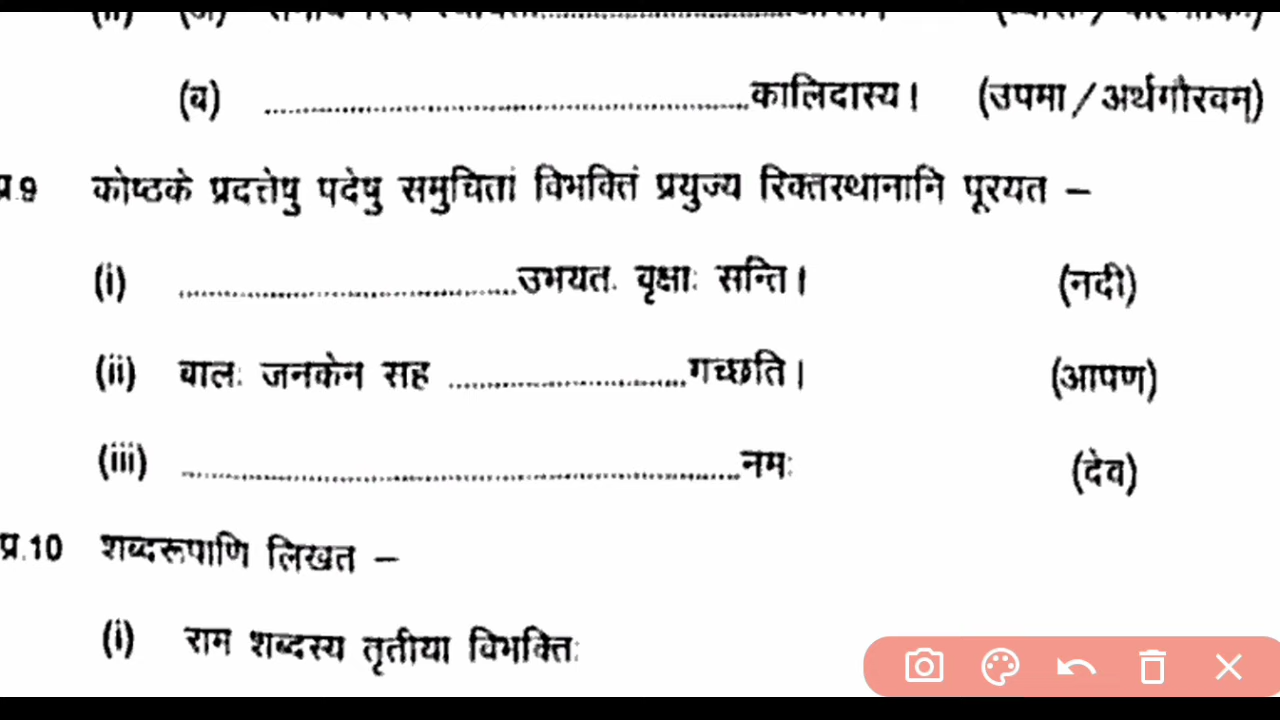 (ब) ........................................कालिदास्य। (उपमा / अर्थगौरवम्)
प्र.9 कोष्ठके प्रदत्तेषु पदेषु समुचितां विभक्तिं प्रयुज्य रिक्तस्थानानि पूरयत –
(i) ..............................उभयतः वृक्षाः सन्ति। (नदी)
(ii) बालः जनकेन सह .....................गच्छति। (आपण)
(iii) ..................................................नमः (देव)
प्र.10 शब्दरूपाणि लिखत –
(i) राम शब्दस्य तृतीया विभक्तिः